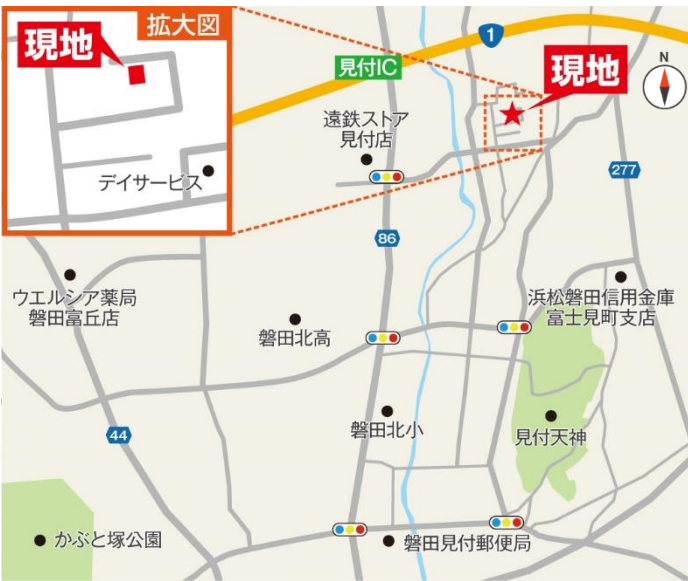 拡大図
現地
デイサービス
1
見付IC
現地
N
遠鉄ストア
見付店
277
86
ウエルシア薬局
磐田富丘店
磐田北高
浜松磐田信用金庫
富士見町支店
44
磐田北小
見付天神
かぶと塚公園
磐田見付郵便局